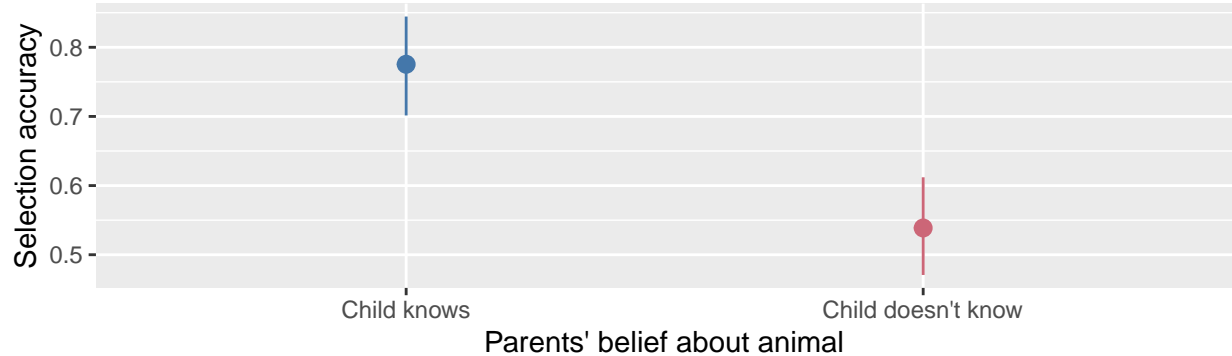 Selection accuracy
0.8
0.7
0.6
0.5
Child knows
Child doesn't know
Parents' belief about animal